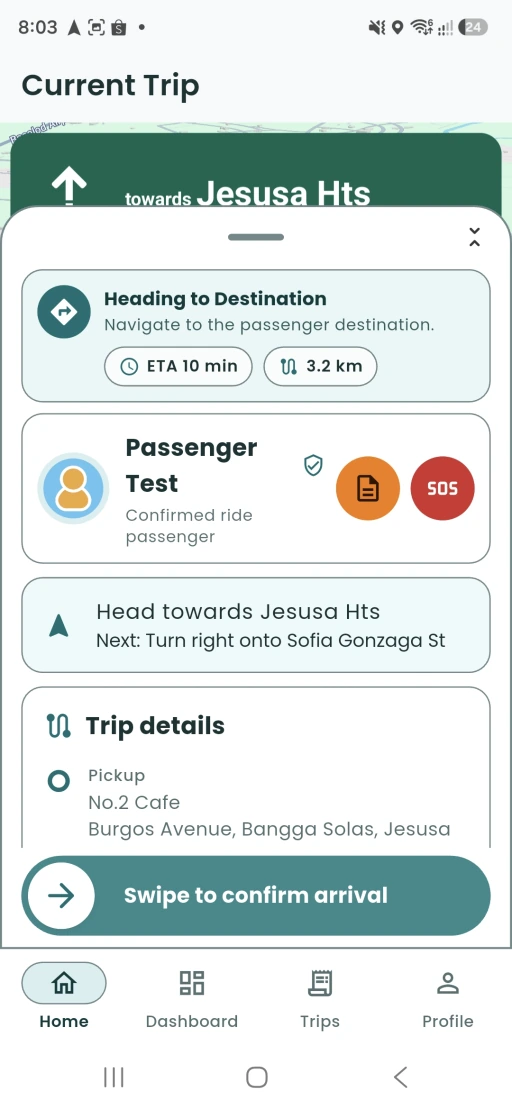 8:03
24
Current Trip
towards Jesusa Hts
Heading to Destination
Navigate to the passenger destination.
ETA 10 min
3.2 km
Passenger
Test
Confirmed ride
passenger
SOS
Head towards Jesusa Hts
Next: Turn right onto Sofia Gonzaga St
Trip details
Pickup
No.2 Cafe
Burgos Avenue, Bangga Solas, Jesusa
Swipe to confirm arrival
Home
Dashboard
Trips
Profile